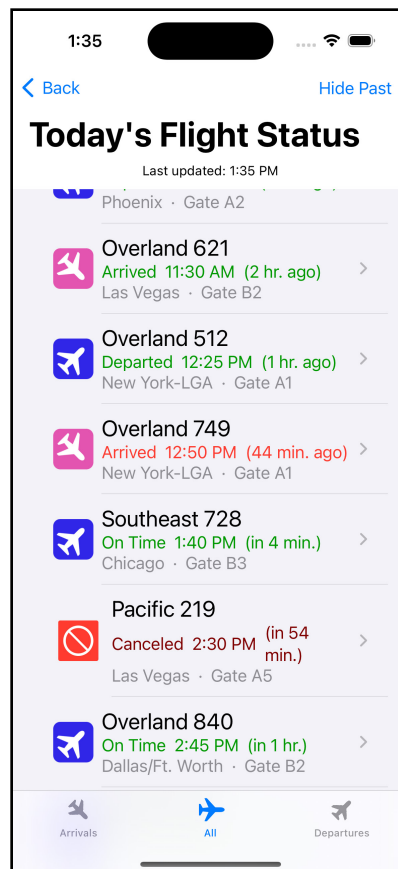 1:35
Back
Hide Past
Today's Flight Status
Last updated: 1:35 PM
Phoenix · Gate A2
Overland 621
Arrived 11:30 AM (2 hr. ago)
Las Vegas · Gate B2
Overland 512
Departed 12:25 PM (1 hr. ago)
New York-LGA · Gate A1
Overland 749
Arrived 12:50 PM (44 min. ago)
New York-LGA · Gate A1
Southeast 728
On Time 1:40 PM (in 4 min.)
Chicago · Gate B3
Pacific 219
Canceled 2:30 PM (in 54
min.)
Las Vegas · Gate A5
Overland 840
On Time 2:45 PM (in 1 hr.)
Dallas/Ft. Worth · Gate B2
Arrivals
All
Departures